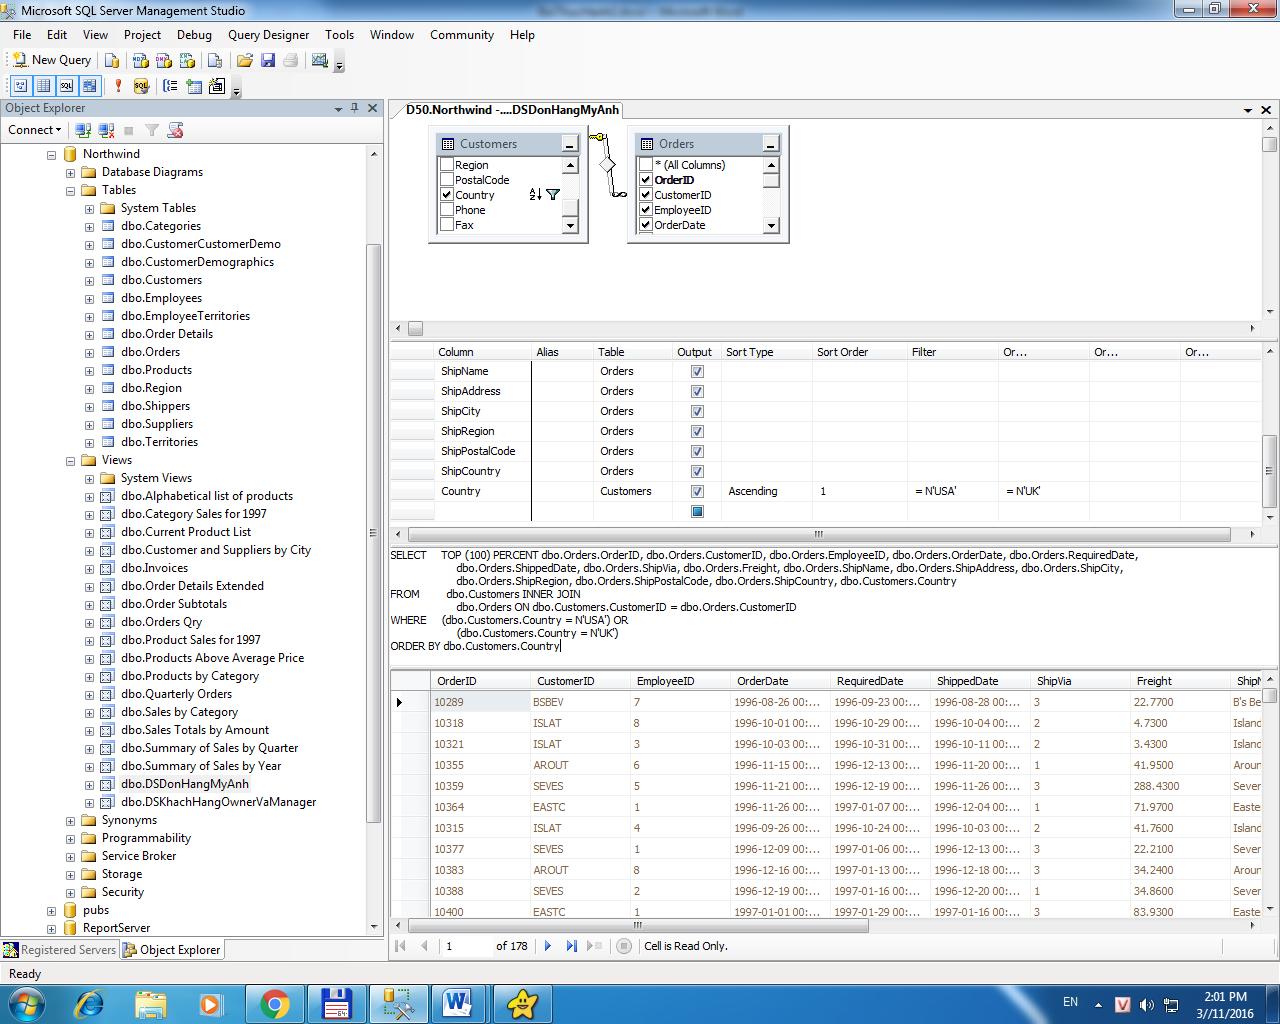 Microsoft SQL Server Management Studio
File Edit View Project Debug Query Designer Tools Window Community Help
New Query
Object Explorer
Connect
Northwind
Database Diagrams
Tables
System Tables
dbo.Categories
dbo.CustomerCustomerDemo
dbo.CustomerDemographics
dbo.Customers
dbo.Employees
dbo.EmployeeTerritories
dbo.Order Details
dbo.Orders
dbo.Products
dbo.Region
dbo.Shippers
dbo.Suppliers
dbo.Territories
Views
System Views
dbo.Alphabetical list of products
dbo.Category Sales for 1997
dbo.Current Product List
dbo.Customer and Suppliers by City
dbo.Invoices
dbo.Order Details Extended
dbo.Order Subtotals
dbo.Orders Qry
dbo.Product Sales for 1997
dbo.Products Above Average Price
dbo.Products by Category
dbo.Quarterly Orders
dbo.Sales by Category
dbo.Sales Totals by Amount
dbo.Summary of Sales by Quarter
dbo.Summary of Sales by Year
dbo.DSDonHangMyAnh
dbo.DSKhachHangOwnerVaManager
Synonyms
Programmability
Service Broker
Storage
Security
pubs
ReportServer
Registered Servers Object Explorer
D50.Northwind -....DSDonHangMyAnh
Customers
Region
PostalCode
Country
Phone
Fax
Orders
* (All Columns)
OrderID
CustomerID
EmployeeID
OrderDate
Column Alias Table Output Sort Type Sort Order Filter Or... Or... Or...
ShipName Orders
ShipAddress Orders
ShipCity Orders
ShipRegion Orders
ShipPostalCode Orders
ShipCountry Orders
Country Customers Ascending 1 = N'USA' = N'UK'
SELECT TOP (100) PERCENT dbo.Orders.OrderID, dbo.Orders.CustomerID, dbo.Orders.EmployeeID, dbo.Orders.OrderDate, dbo.Orders.RequiredDate,
dbo.Orders.ShippedDate, dbo.Orders.ShipVia, dbo.Orders.Freight, dbo.Orders.ShipName, dbo.Orders.ShipAddress, dbo.Orders.ShipCity,
dbo.Orders.ShipRegion, dbo.Orders.ShipPostalCode, dbo.Orders.ShipCountry, dbo.Customers.Country
FROM dbo.Customers INNER JOIN
dbo.Orders ON dbo.Customers.CustomerID = dbo.Orders.CustomerID
WHERE (dbo.Customers.Country = N'USA') OR
(dbo.Customers.Country = N'UK')
ORDER BY dbo.Customers.Country
OrderID CustomerID EmployeeID OrderDate RequiredDate ShippedDate ShipVia Freight ShipN
10289 BSBEV 7 1996-08-26 00:... 1996-09-23 00:... 1996-08-28 00:... 3 22.7700 B's Be
10318 ISLAT 8 1996-10-01 00:... 1996-10-29 00:... 1996-10-04 00:... 2 4.7300 Island
10321 ISLAT 3 1996-10-03 00:... 1996-10-31 00:... 1996-10-11 00:... 2 3.4300 Island
10355 AROUT 6 1996-11-15 00:... 1996-12-13 00:... 1996-11-20 00:... 1 41.9500 Aroun
10359 SEVES 5 1996-11-21 00:... 1996-12-19 00:... 1996-11-26 00:... 3 288.4300 Seven
10364 EASTC 1 1996-11-26 00:... 1997-01-07 00:... 1996-12-04 00:... 1 71.9700 Easte
10315 ISLAT 4 1996-09-26 00:... 1996-10-24 00:... 1996-10-03 00:... 2 41.7600 Island
10377 SEVES 1 1996-12-09 00:... 1997-01-06 00:... 1996-12-13 00:... 3 22.2100 Seven
10383 AROUT 8 1996-12-16 00:... 1997-01-13 00:... 1996-12-18 00:... 3 34.2400 Aroun
10388 SEVES 2 1996-12-19 00:... 1997-01-16 00:... 1996-12-20 00:... 1 34.8600 Seven
10400 EASTC 1 1997-01-01 00:... 1997-01-29 00:... 1997-01-16 00:... 3 83.9300 Easte
1 of 178 Cell is Read Only.
Ready
EN
2:01 PM
3//11/2016